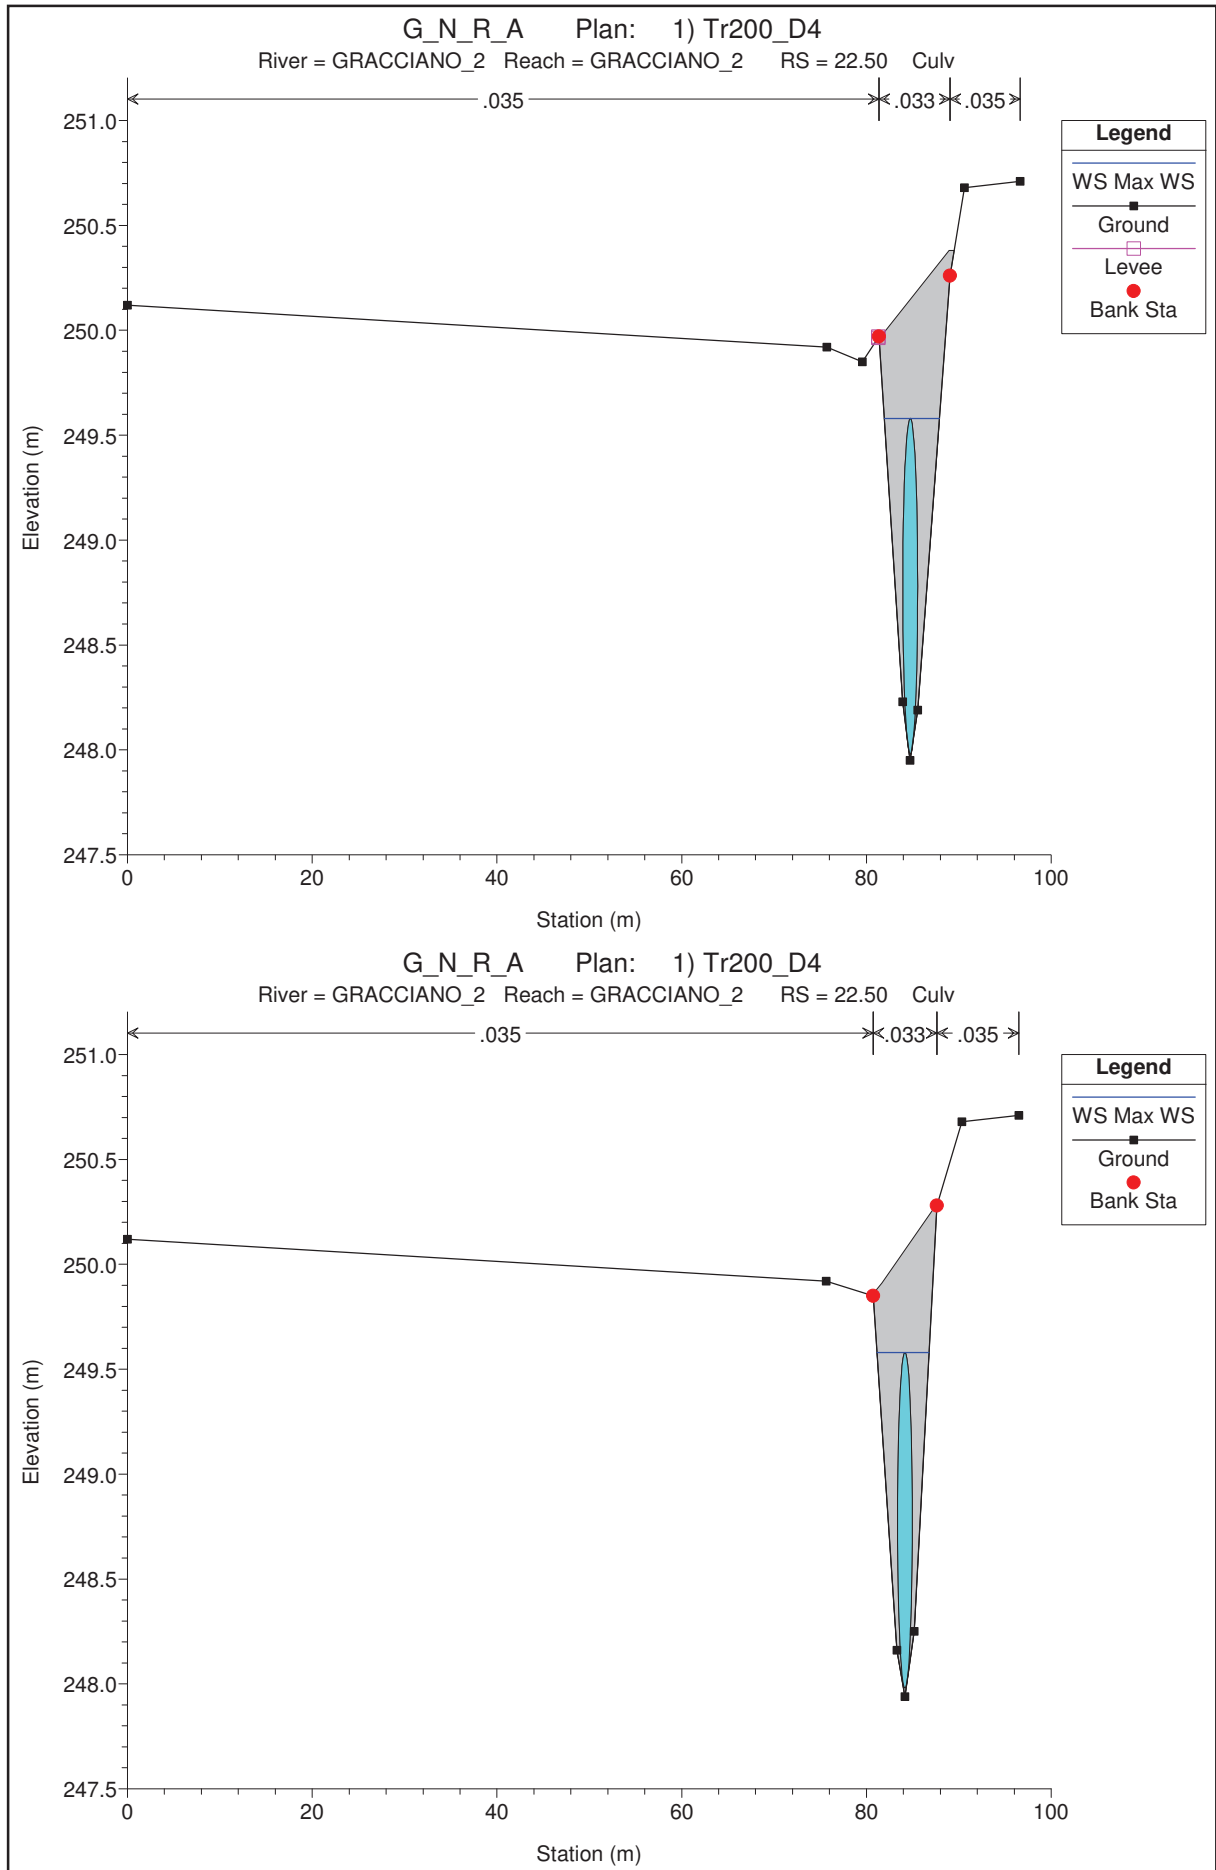 G_N_R_A Plan: 1) Tr200_D4
River = GRACCIANO_2 Reach = GRACCIANO_2 RS = 22.50 Culv
.035 .033 .035
251.0
250.5
250.0
249.5
249.0
248.5
248.0
247.5
Elevation (m)
0 20 40 60 80 100
Station (m)
Legend
WS Max WS
Ground
Levee
Bank Sta
G_N_R_A Plan: 1) Tr200_D4
River = GRACCIANO_2 Reach = GRACCIANO_2 RS = 22.50 Culv
.035 .033 .035
251.0
250.5
250.0
249.5
249.0
248.5
248.0
247.5
Elevation (m)
0 20 40 60 80 100
Station (m)
Legend
WS Max WS
Ground
Bank Sta